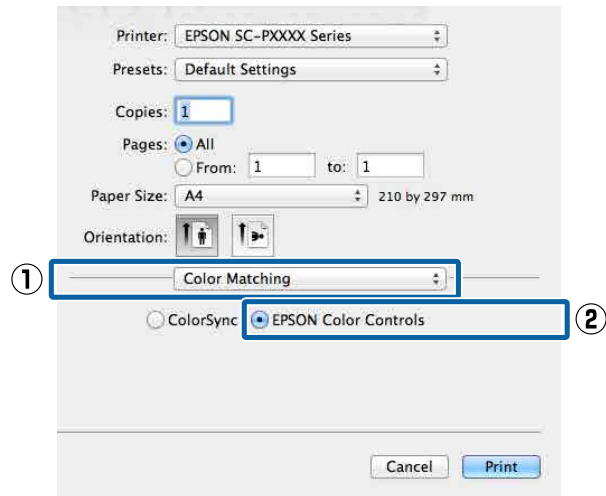 Printer: EPSON SC-PXXXX Series
Presets: Default Settings
Copies: 1
Pages: All
From: 1 to: 1
Paper Size: A4 210 by 297 mm
Orientation:
① Color Matching
ColorSync EPSON Color Controls ②
Cancel Print